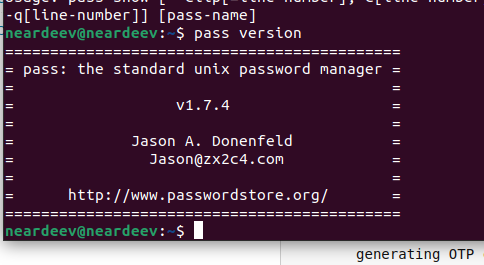 -q[line-number]] [pass-name]
neardeev@neardeev:~$ pass version
============================================
= pass: the standard unix password manager =
=                                          =
=                  v1.7.4                  =
=                                          =
=             Jason A. Donenfeld           =
=               Jason@zx2c4.com            =
=                                          =
=      http://www.passwordstore.org/       =
============================================
neardeev@neardeev:~$
generating OTP